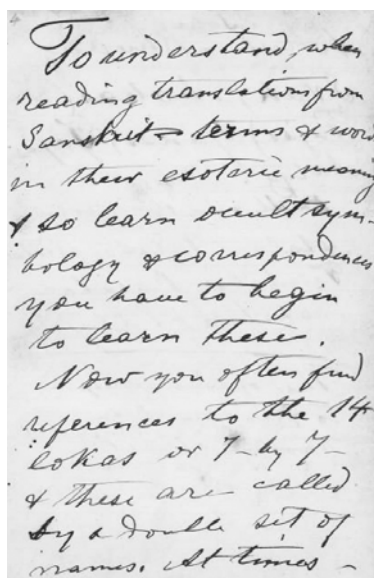 To understand, when
reading translations from
Sanskrit terms & word
in their esoteric meaning
& so learn occult sym-
bology & correspondences
you have to begin
to learn these.
Now you often find
references to the 14
lokas or 7 by 7
& these are called
by a double set of
names. At times -